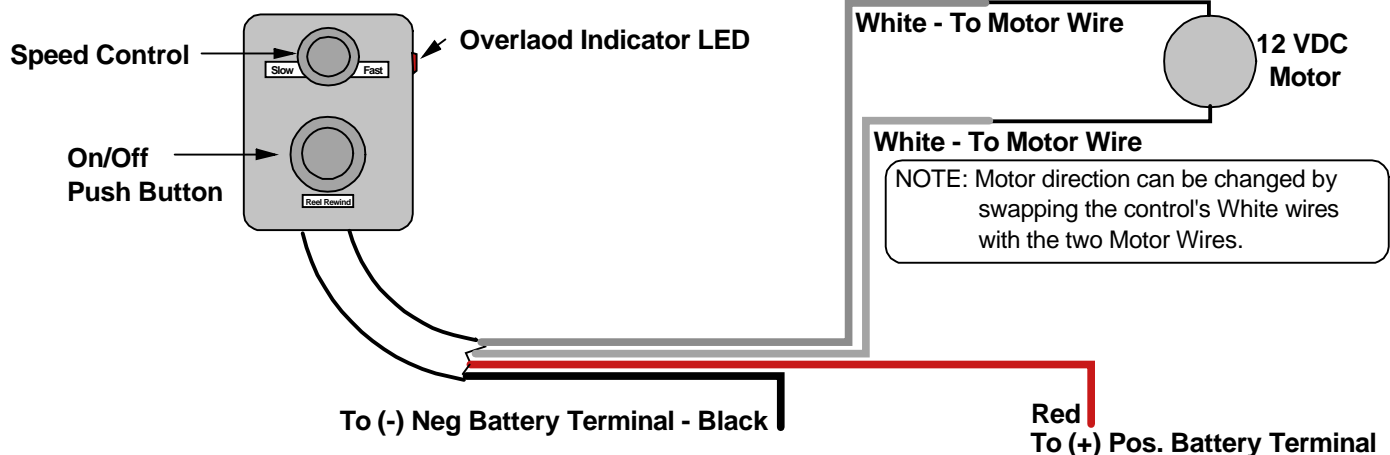 White - To Motor Wire
Speed Control
Overlaod Indicator LED
12 VDC
Motor
Slow
Fast
On/Off
Push Button
White - To Motor Wire
NOTE: Motor direction can be changed by
swapping the control's White wires
with the two Motor Wires.
Reel Rewind
To (-) Neg Battery Terminal - Black
Red
To (+) Pos. Battery Terminal